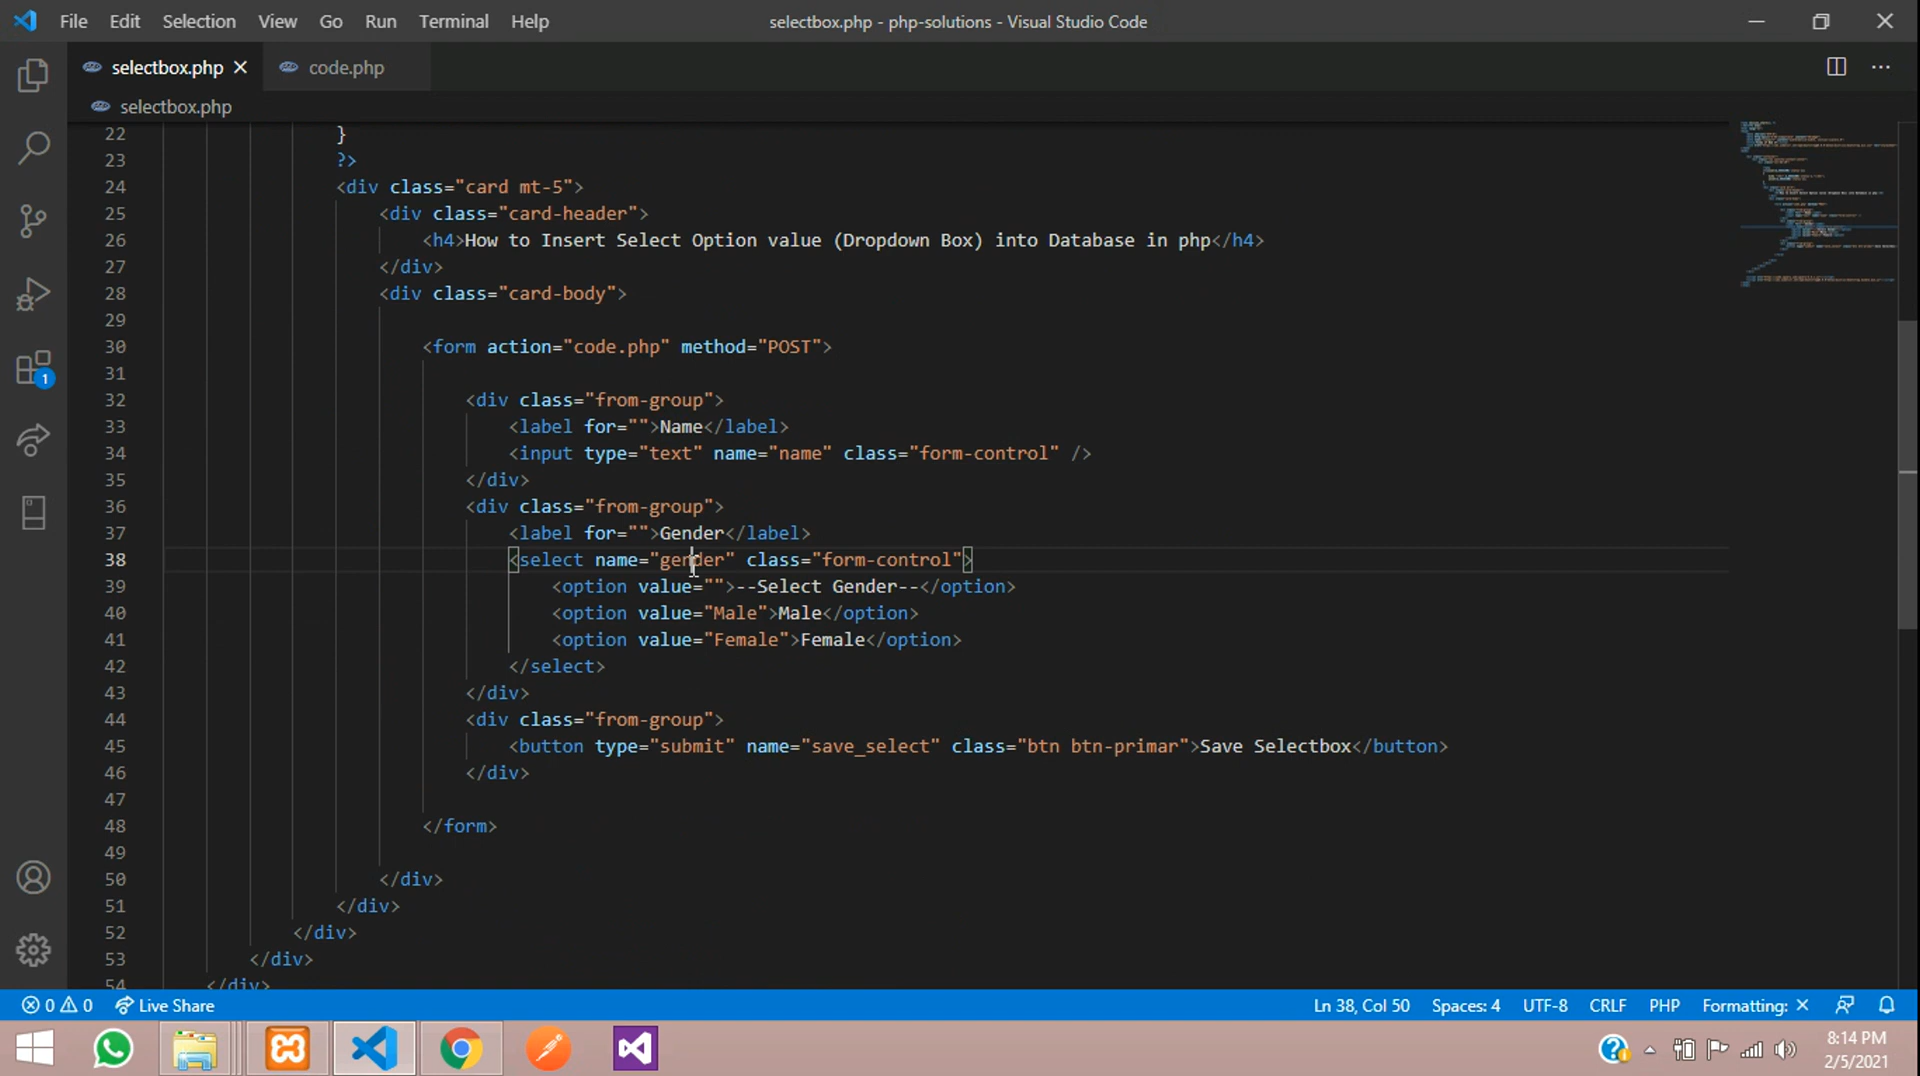 File Edit Selection View Go Run Terminal Help selectbox.php - php-solutions - Visual Studio Code
selectbox.php code.php
selectbox.php
22 }
23 ?>
24 <div class="card mt-5">
25 <div class="card-header">
26 <h4>How to Insert Select Option value (Dropdown Box) into Database in php</h4>
27 </div>
28 <div class="card-body">
29
30 <form action="code.php" method="POST">
31
32 <div class="from-group">
33 <label for="">Name</label>
34 <input type="text" name="name" class="form-control" />
35 </div>
36 <div class="from-group">
37 <label for="">Gender</label>
38 <select name="gender" class="form-control">
39 <option value="">--Select Gender--</option>
40 <option value="Male">Male</option>
41 <option value="Female">Female</option>
42 </select>
43 </div>
44 <div class="from-group">
45 <button type="submit" name="save_select" class="btn btn-primar">Save Selectbox</button>
46 </div>
47
48 </form>
49
50 </div>
51 </div>
52 </div>
53 </div>
54 </div>
1
0 0 Live Share Ln 38, Col 50 Spaces: 4 UTF-8 CRLF PHP Formatting: ×
8:14 PM
2/5/2021